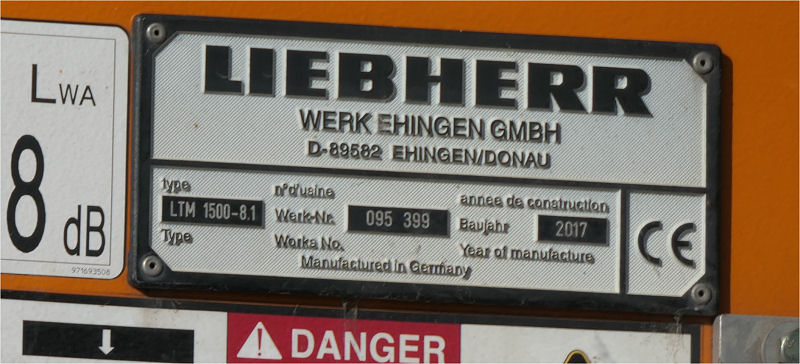 LWA
8 dB
971693508
LIEBHERR
WERK EHINGEN GMBH
D-89582 EHINGEN/DONAU
type
LTM 1500-8.1
Type
n°d'usine
Werk-Nr. 095 399
Works No.
annee de construction
Baujahr 2017
Year of manufacture
Manufactured in Germany
CE
DANGER